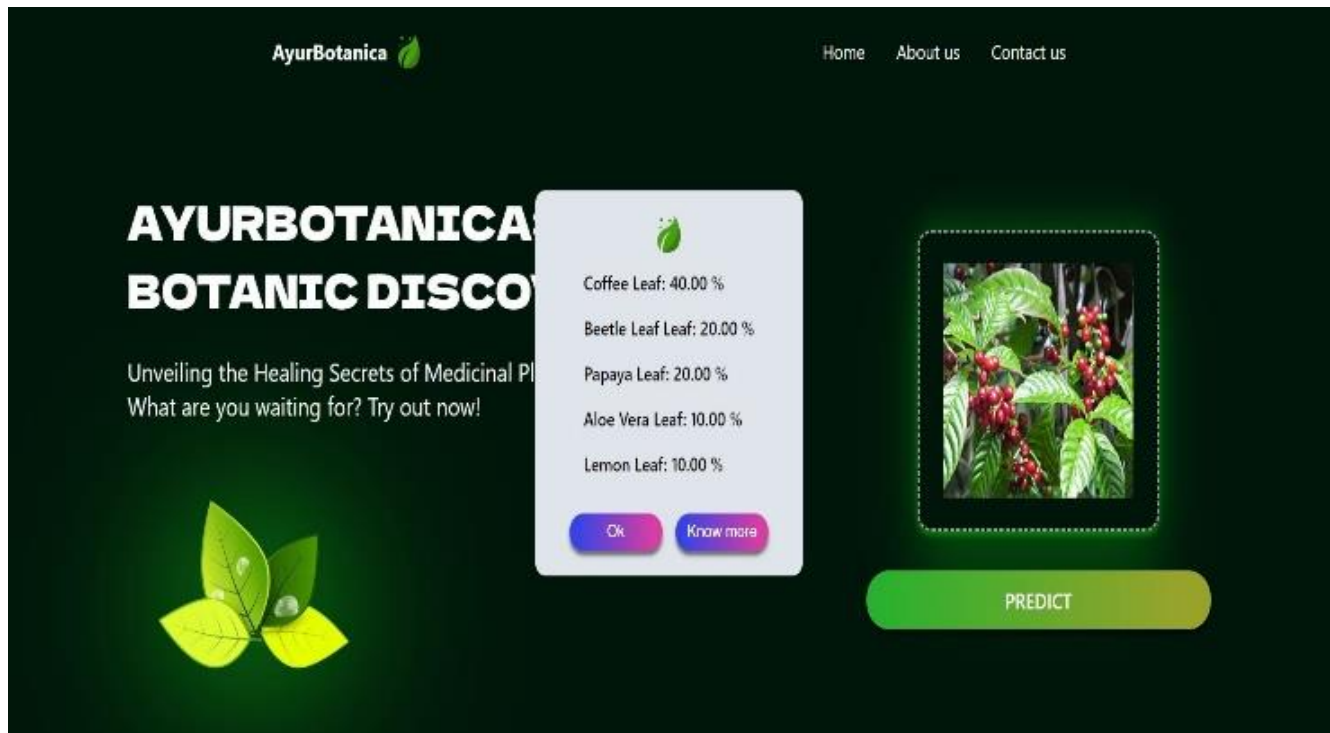 AyurBotanica
Home About us Contact us
AYURBOTANICA:
BOTANIC DISCO
Unveiling the Healing Secrets of Medicinal Pl
What are you waiting for? Try out now!
Coffee Leaf: 40.00 %
Beetle Leaf Leaf: 20.00 %
Papaya Leaf: 20.00 %
Aloe Vera Leaf: 10.00 %
Lemon Leaf: 10.00 %
Ok Know more
PREDICT